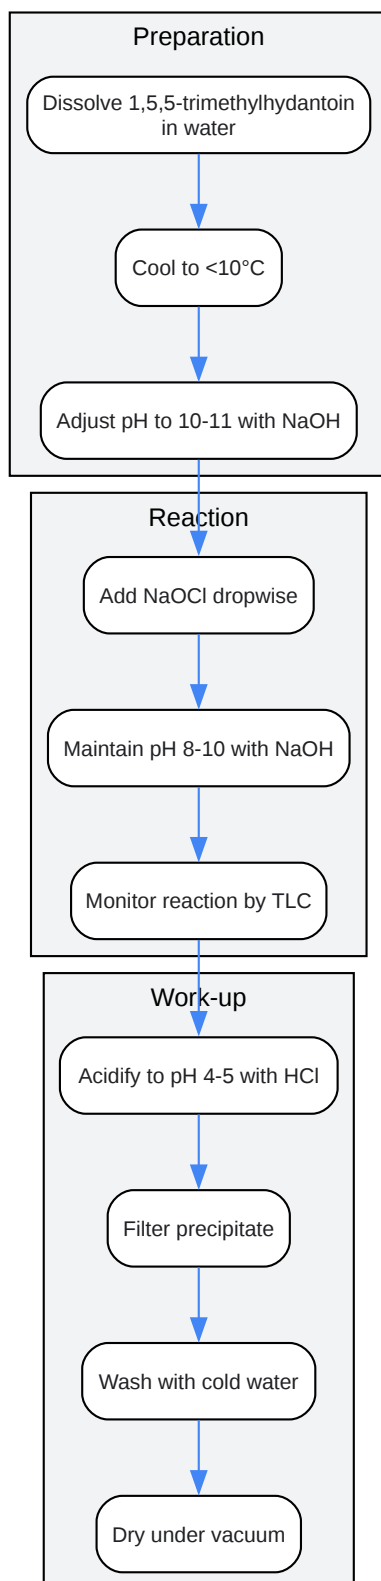 Preparation
Dissolve 1,5,5-trimethylhydantoin
in water
Cool to <10°C
Adjust pH to 10-11 with NaOH
Reaction
Add NaOCl dropwise
Maintain pH 8-10 with NaOH
Monitor reaction by TLC
Work-up
Acidify to pH 4-5 with HCl
Filter precipitate
Wash with cold water
Dry under vacuum